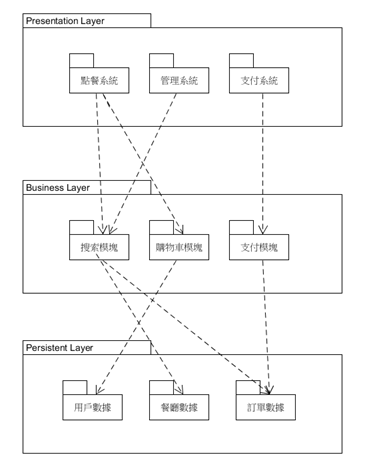 Presentation Layer
點餐系統
管理系統
支付系統
Business Layer
搜索模塊
購物車模塊
支付模塊
Persistent Layer
用戶數據
餐廳數據
訂單數據